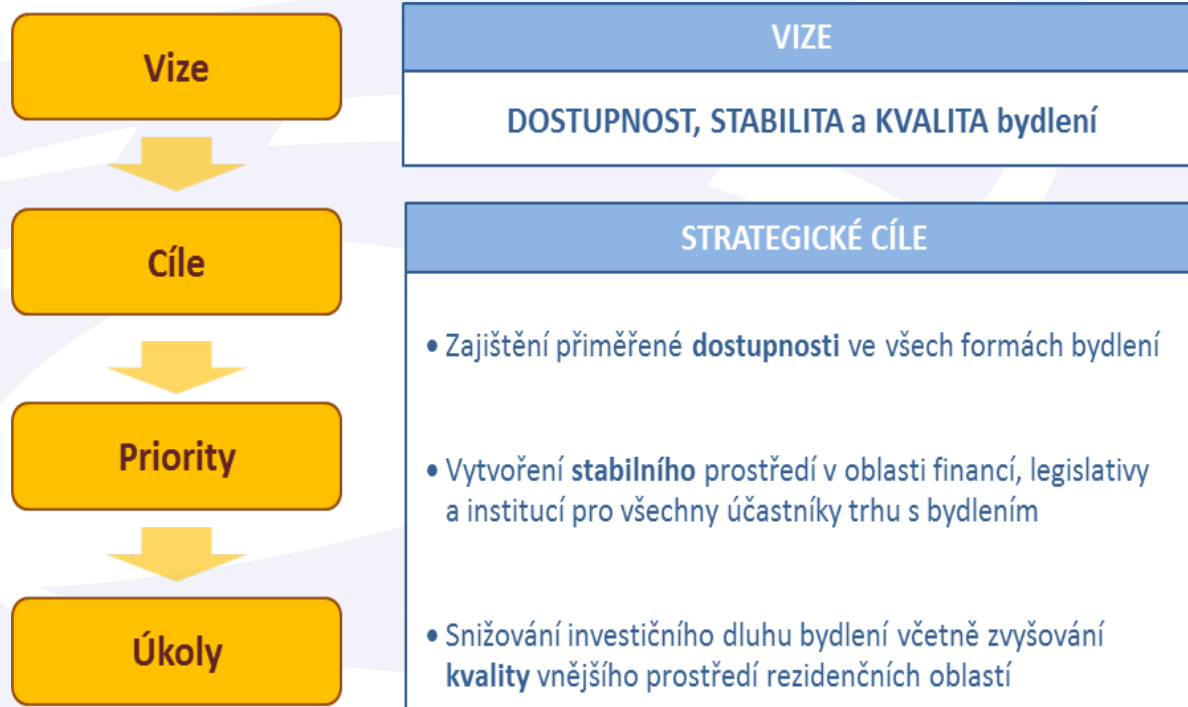 Vize
Cíle
Priority
Úkoly
VIZE
DOSTUPNOST, STABILITA a KVALITA bydlení
STRATEGICKÉ CÍLE
• Zajištění přiměřené dostupnosti ve všech formách bydlení
• Vytvoření stabilního prostředí v oblasti financí, legislativy
a institucí pro všechny účastníky trhu s bydlením
• Snižování investičního dluhu bydlení včetně zvyšování
kvality vnějšího prostředí rezidenčních oblastí